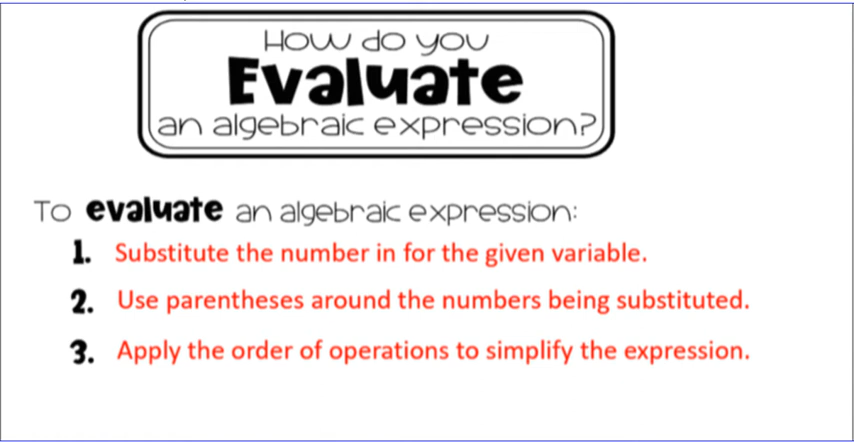 How do you
Evaluate
an algebraic expression?
To evaluate an algebraic expression:
1. Substitute the number in for the given variable.
2. Use parentheses around the numbers being substituted.
3. Apply the order of operations to simplify the expression.